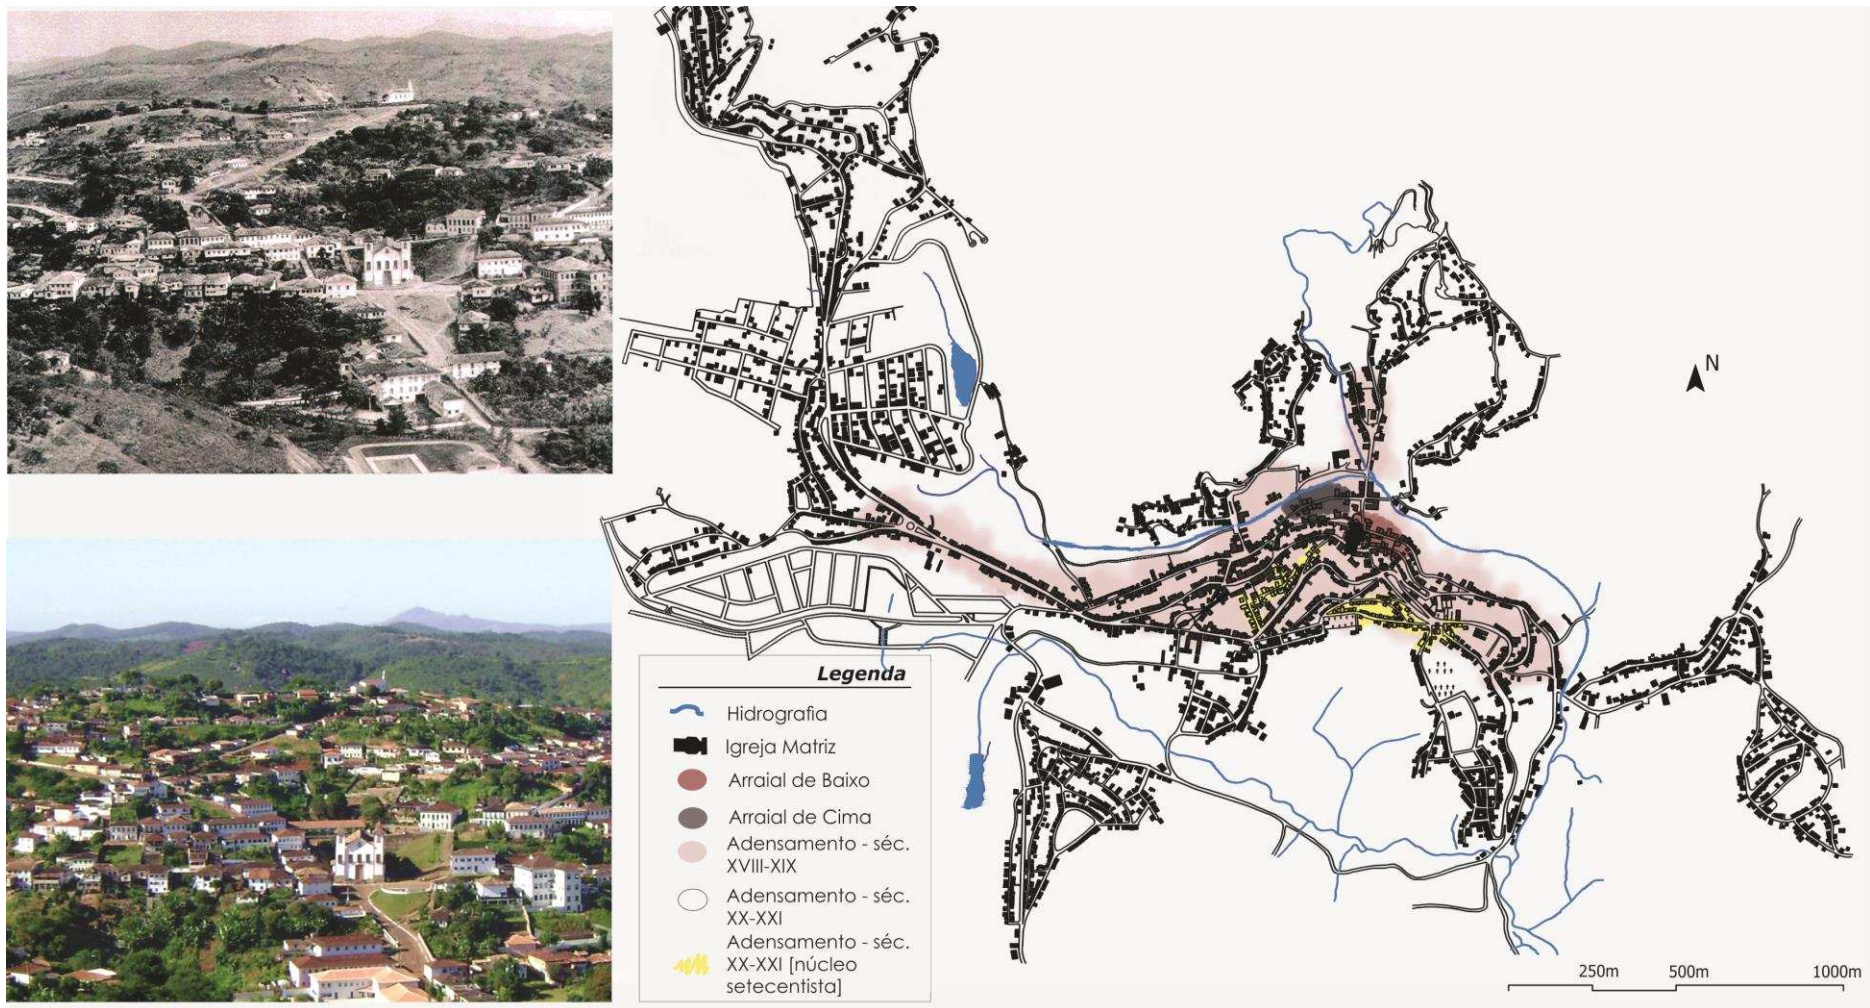 N
Legenda
Hidrografia
Igreja Matriz
Arraial de Baixo
Arraial de Cima
Adensamento - séc.
XVIII-XIX
Adensamento - séc.
XX-XXI
Adensamento - séc.
XX-XXI [núcleo
setecentista]
250m 500m 1000m